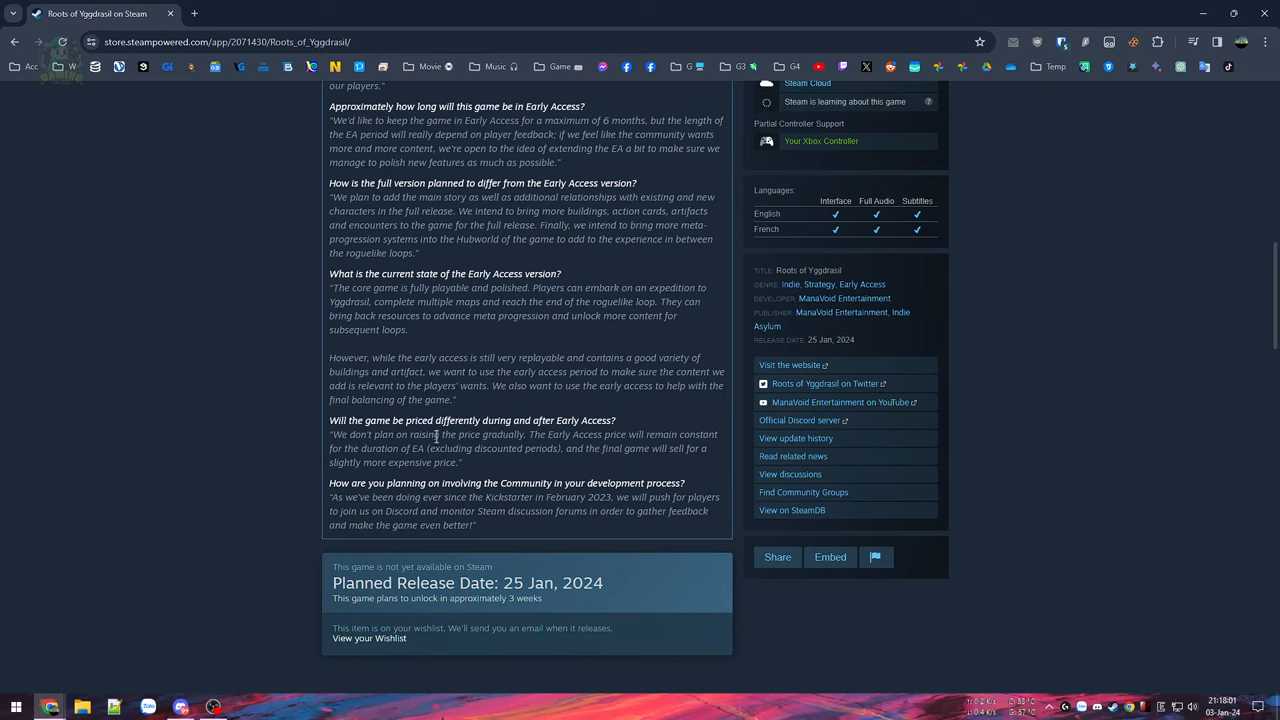 Roots of Yggdrasil on Steam
store.steampowered.com/app/2071430/Roots_of_Yggdrasil/
GAMING
Movie
Music
Game
G3
G4
Temp
our players."
Approximately how long will this game be in Early Access?
"We'd like to keep the game in Early Access for a maximum of 6 months, but the length of
the EA period will really depend on player feedback; if we feel like the community wants
more and more content, we're open to the idea of extending the EA a bit to make sure we
manage to polish new features as much as possible."
How is the full version planned to differ from the Early Access version?
"We plan to add the main story as well as additional relationships with existing and new
characters in the full release. We intend to bring more buildings, action cards, artifacts
and encounters to the game for the full release. Finally, we intend to bring more meta-
progression systems into the Hubworld of the game to add to the experience in between
the roguelike loops."
What is the current state of the Early Access version?
"The core game is fully playable and polished. Players can embark on an expedition to
Yggdrasil, complete multiple maps and reach the end of the roguelike loop. They can
bring back resources to advance meta progression and unlock more content for
subsequent loops.
However, while the early access is still very replayable and contains a good variety of
buildings and artifact, we want to use the early access period to make sure the content we
add is relevant to the players' wants. We also want to use the early access to help with the
final balancing of the game."
Will the game be priced differently during and after Early Access?
"We don't plan on raising the price gradually. The Early Access price will remain constant
for the duration of EA (excluding discounted periods), and the final game will sell for a
slightly more expensive price."
How are you planning on involving the Community in your development process?
"As we've been doing ever since the Kickstarter in February 2023, we will push for players
to join us on Discord and monitor Steam discussion forums in order to gather feedback
and make the game even better!"
This game is not yet available on Steam
Planned Release Date: 25 Jan, 2024
This game plans to unlock in approximately 3 weeks
This item is on your wishlist. We'll send you an email when it releases.
View your Wishlist
Steam Cloud
Steam is learning about this game ?
Partial Controller Support
Your Xbox Controller
Languages:
Interface Full Audio Subtitles
English ✔ ✔ ✔
French ✔ ✔ ✔
TITLE: Roots of Yggdrasil
GENRE: Indie, Strategy, Early Access
DEVELOPER: ManaVoid Entertainment
PUBLISHER: ManaVoid Entertainment, Indie
Asylum
RELEASE DATE: 25 Jan, 2024
Visit the website
Roots of Yggdrasil on Twitter
ManaVoid Entertainment on YouTube
Official Discord server
View update history
Read related news
View discussions
Find Community Groups
View on SteamDB
Share
Embed
21:18:01
03-Jan-24